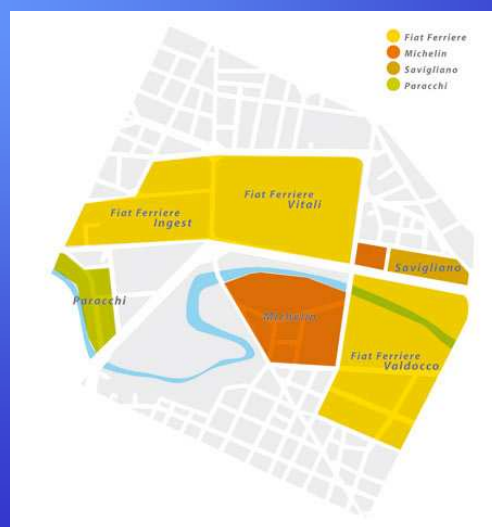 Fiat Ferriere
Michelin
Savigliano
Paracchi
Fiat Ferriere
Vitali
Fiat Ferriere
Ingest
Savigliano
Paracchi
Michelin
Fiat Ferriere
Valdocco